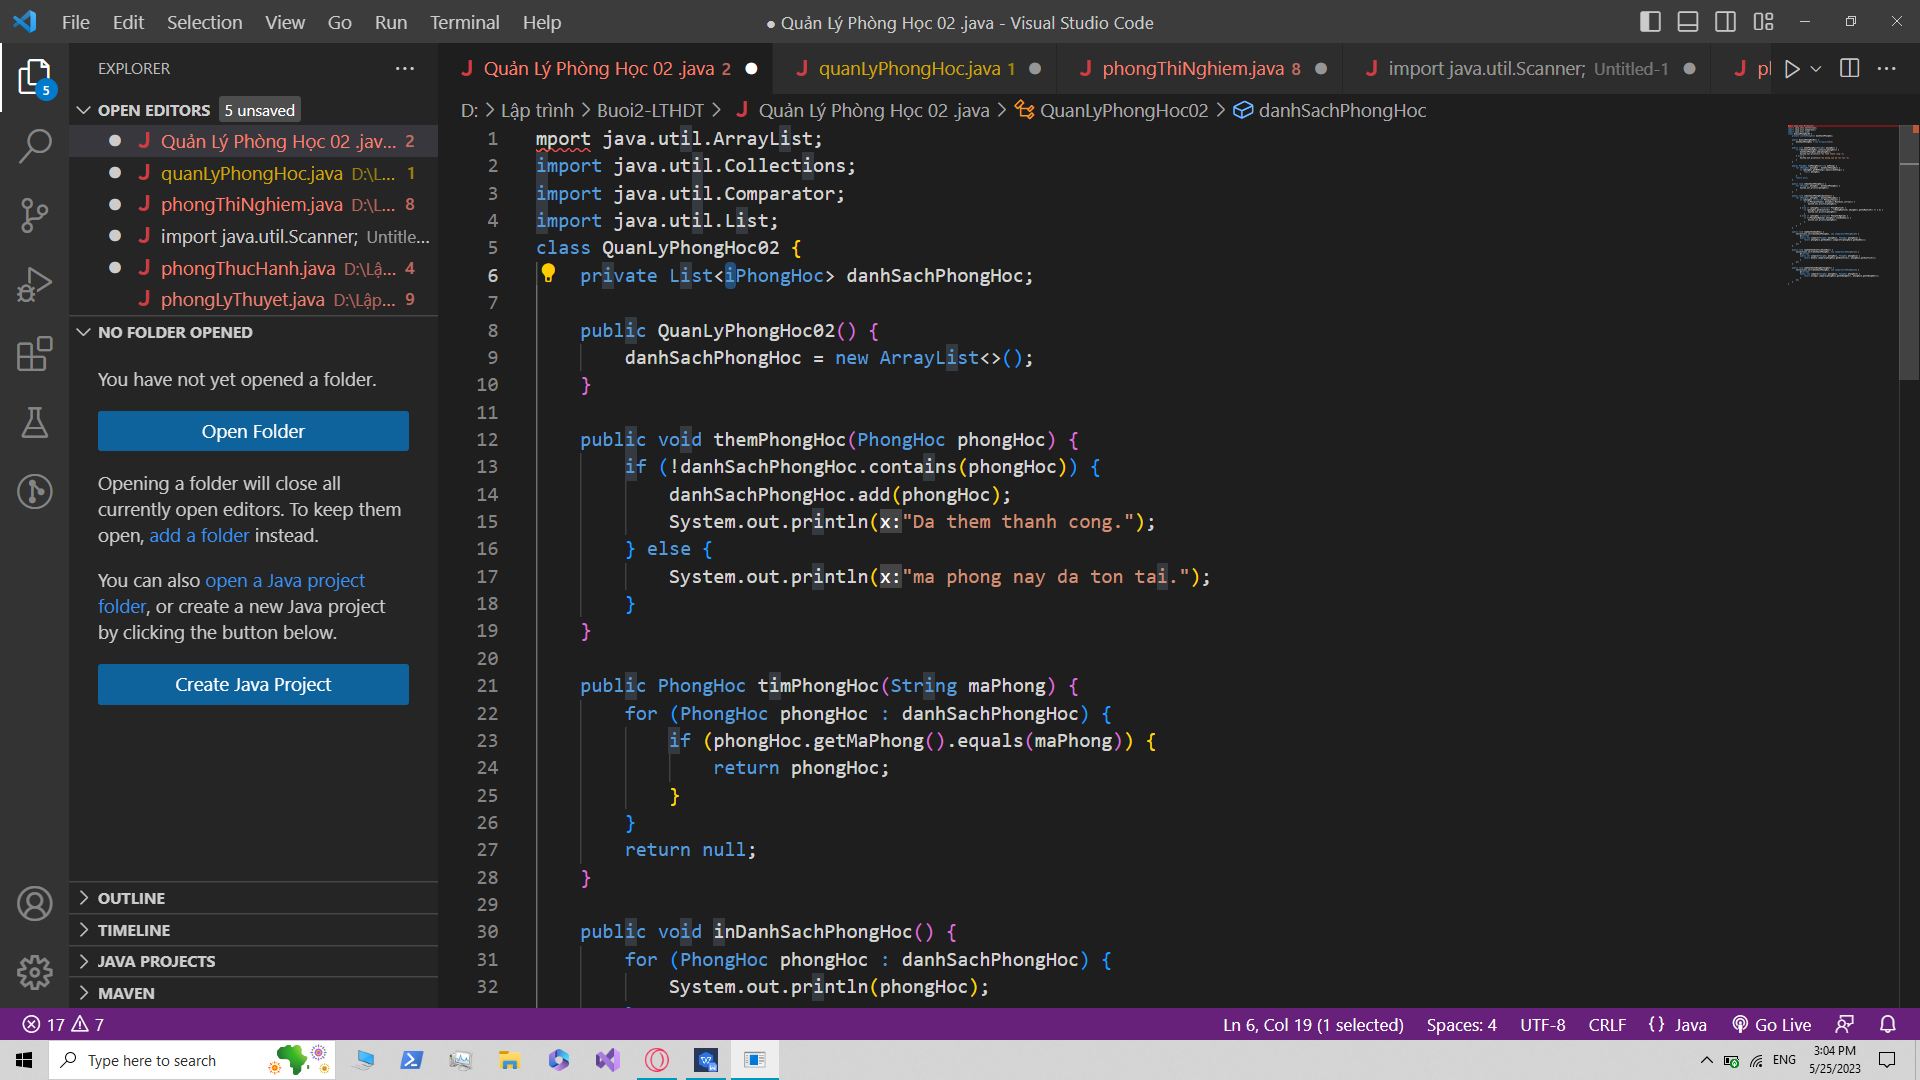 File Edit Selection View Go Run Terminal Help
● Quản Lý Phòng Học 02 .java - Visual Studio Code
EXPLORER
OPEN EDITORS 5 unsaved
Quản Lý Phòng Học 02 .jav... 2
quanLyPhongHoc.java D:\L... 1
phongThiNghiem.java D:\L... 8
import java.util.Scanner; Untitle...
phongThucHanh.java D:\Lậ... 4
phongLyThuyet.java D:\Lập... 9
NO FOLDER OPENED
You have not yet opened a folder.
Open Folder
Opening a folder will close all
currently open editors. To keep them
open, add a folder instead.
You can also open a Java project
folder, or create a new Java project
by clicking the button below.
Create Java Project
OUTLINE
TIMELINE
JAVA PROJECTS
MAVEN
5
Quản Lý Phòng Học 02 .java 2
quanLyPhongHoc.java 1
phongThiNghiem.java 8
import java.util.Scanner; Untitled-1
D: > Lập trình > Buoi2-LTHDT > Quản Lý Phòng Học 02 .java > QuanLyPhongHoc02 > danhSachPhongHoc
1 mport java.util.ArrayList;
2 import java.util.Collections;
3 import java.util.Comparator;
4 import java.util.List;
5 class QuanLyPhongHoc02 {
6 private List<iPhongHoc> danhSachPhongHoc;
7
8 public QuanLyPhongHoc02() {
9 danhSachPhongHoc = new ArrayList<>();
10 }
11
12 public void themPhongHoc(PhongHoc phongHoc) {
13 if (!danhSachPhongHoc.contains(phongHoc)) {
14 danhSachPhongHoc.add(phongHoc);
15 System.out.println(x:"Da them thanh cong.");
16 } else {
17 System.out.println(x:"ma phong nay da ton tai.");
18 }
19 }
20
21 public PhongHoc timPhongHoc(String maPhong) {
22 for (PhongHoc phongHoc : danhSachPhongHoc) {
23 if (phongHoc.getMaPhong().equals(maPhong)) {
24 return phongHoc;
25 }
26 }
27 return null;
28 }
29
30 public void inDanhSachPhongHoc() {
31 for (PhongHoc phongHoc : danhSachPhongHoc) {
32 System.out.println(phongHoc);
17 7
Ln 6, Col 19 (1 selected) Spaces: 4 UTF-8 CRLF {} Java Go Live
Type here to search
ENG
3:04 PM
5/25/2023